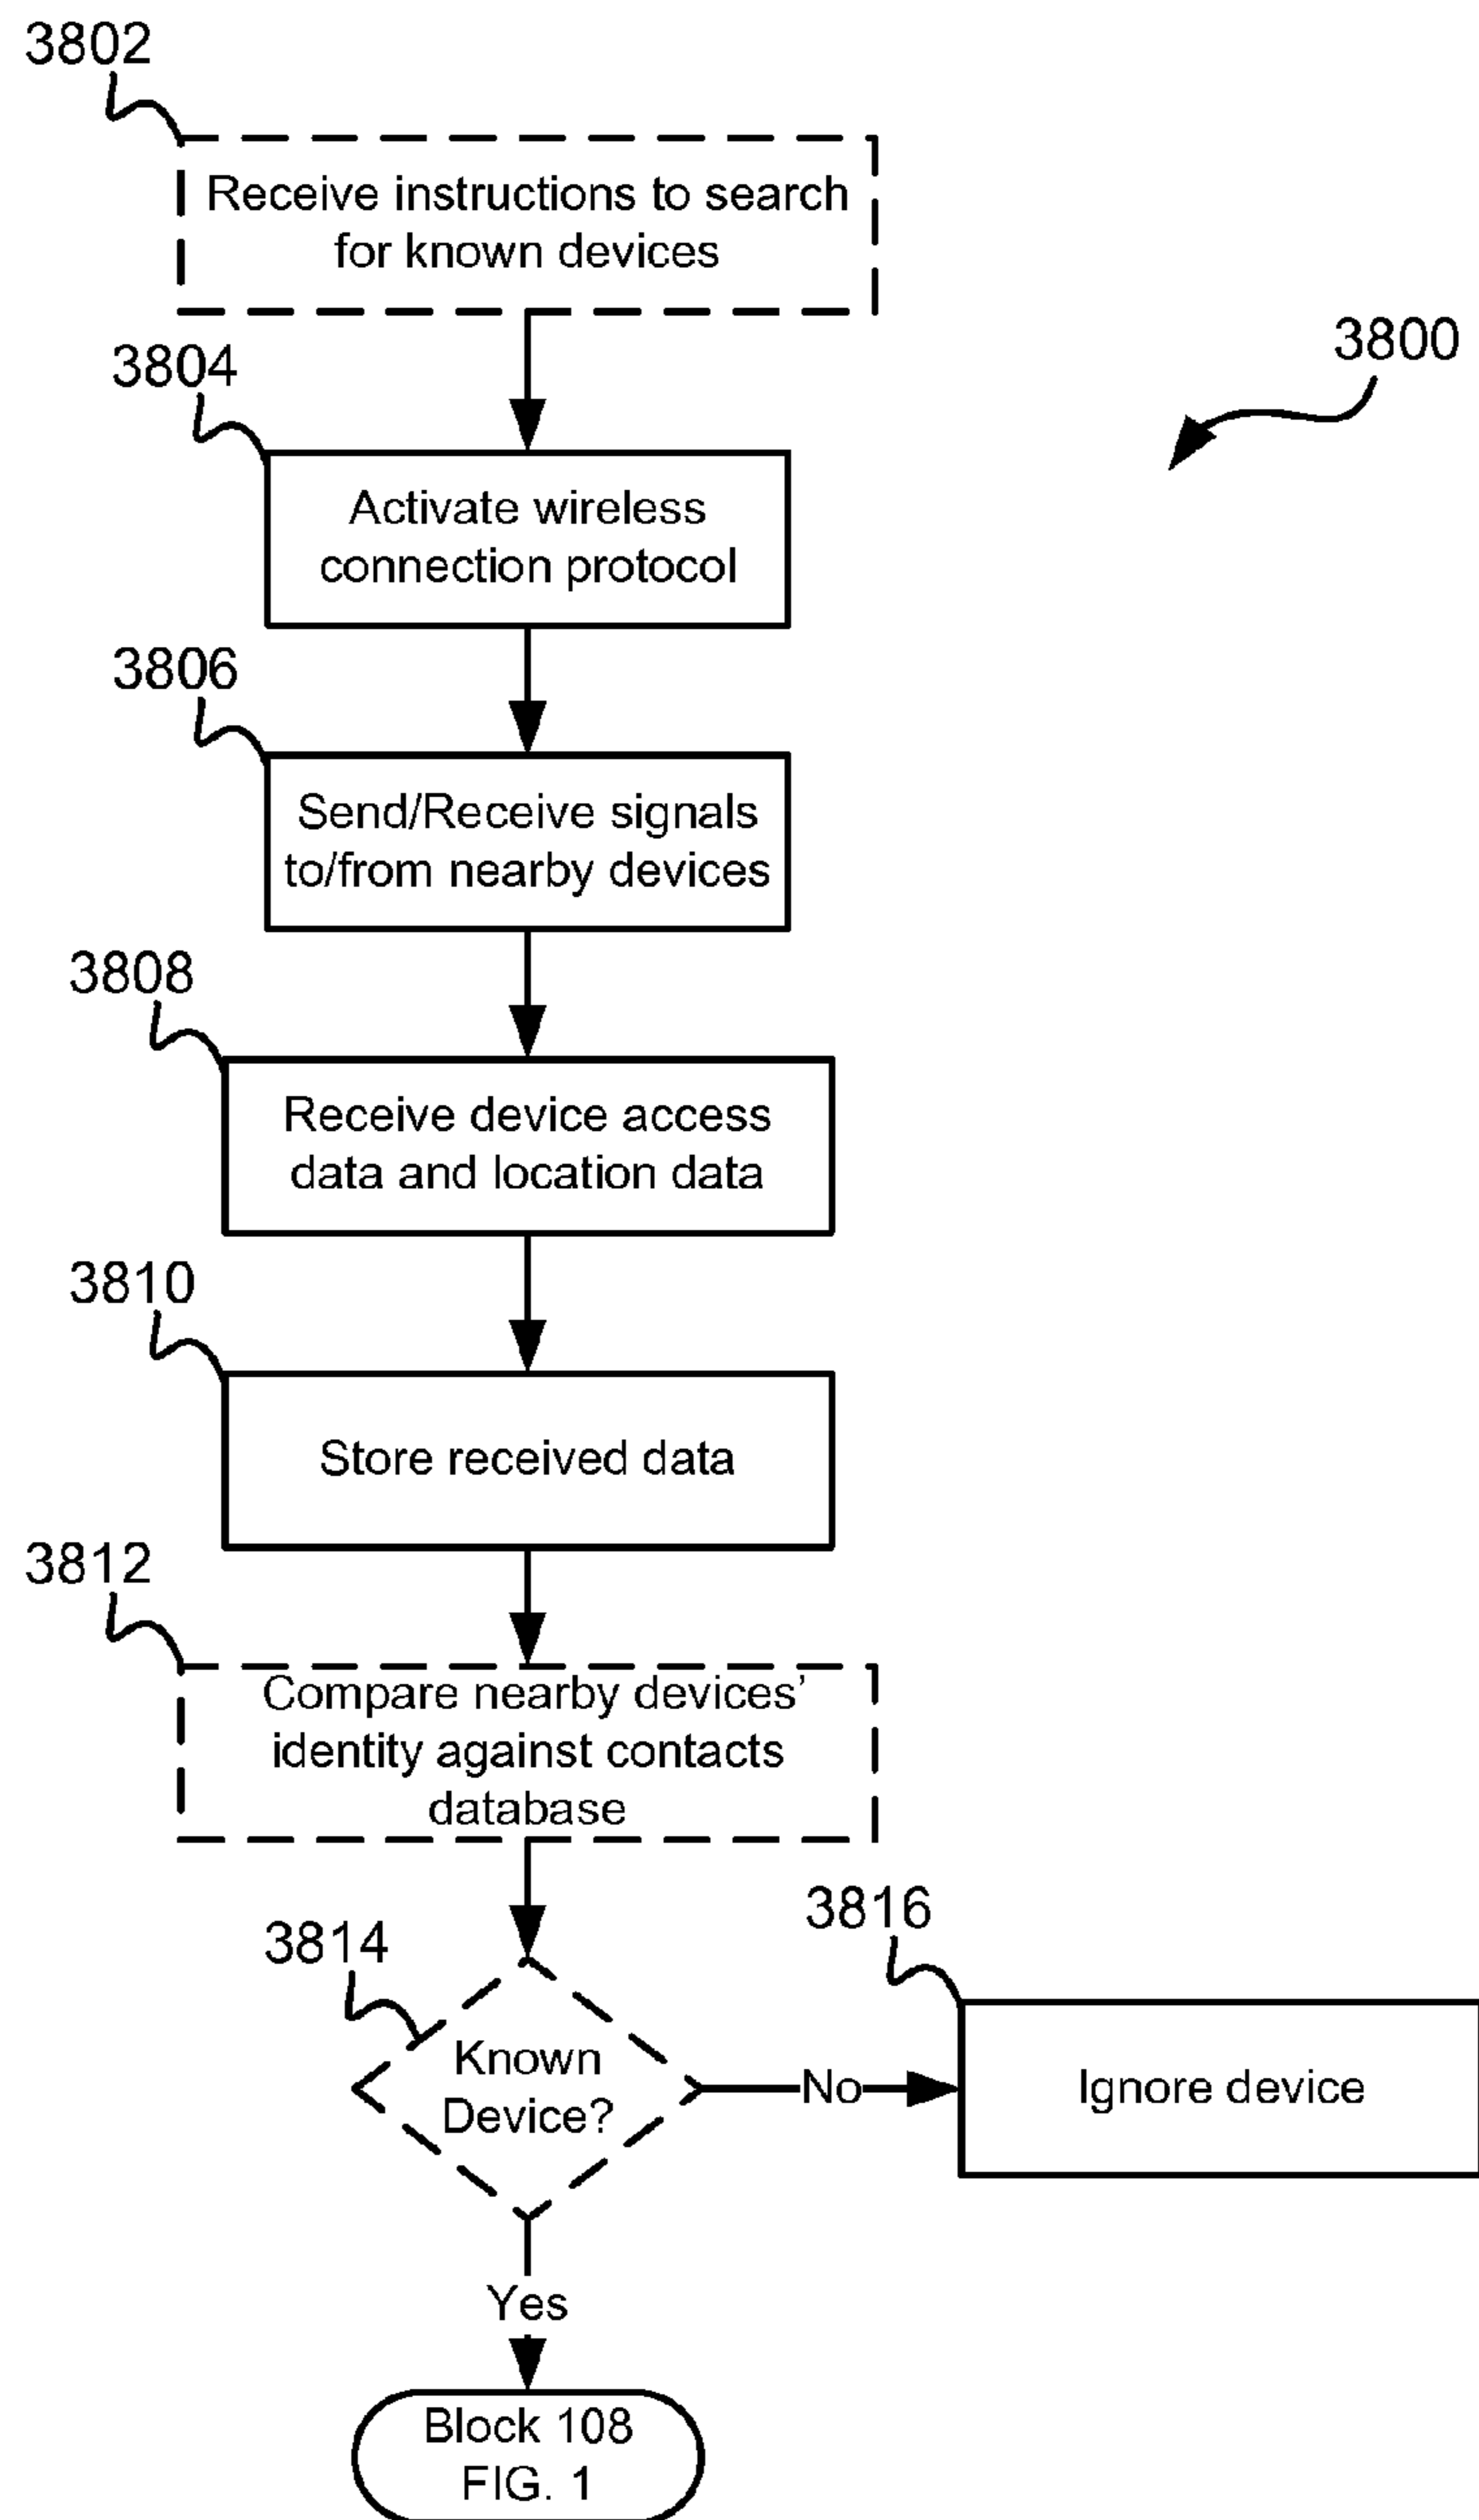 3802
Receive instructions to search
for known devices
3800
3804
Activate wireless
connection protocol
3806
Send/Receive signals
to/from nearby devices
3808
Receive device access
data and location data
3810
Store received data
3812
Compare nearby devices’
identity against contacts
database
3814
Known
Device?
No
3816
Ignore device
Yes
Block 108
FIG. 1